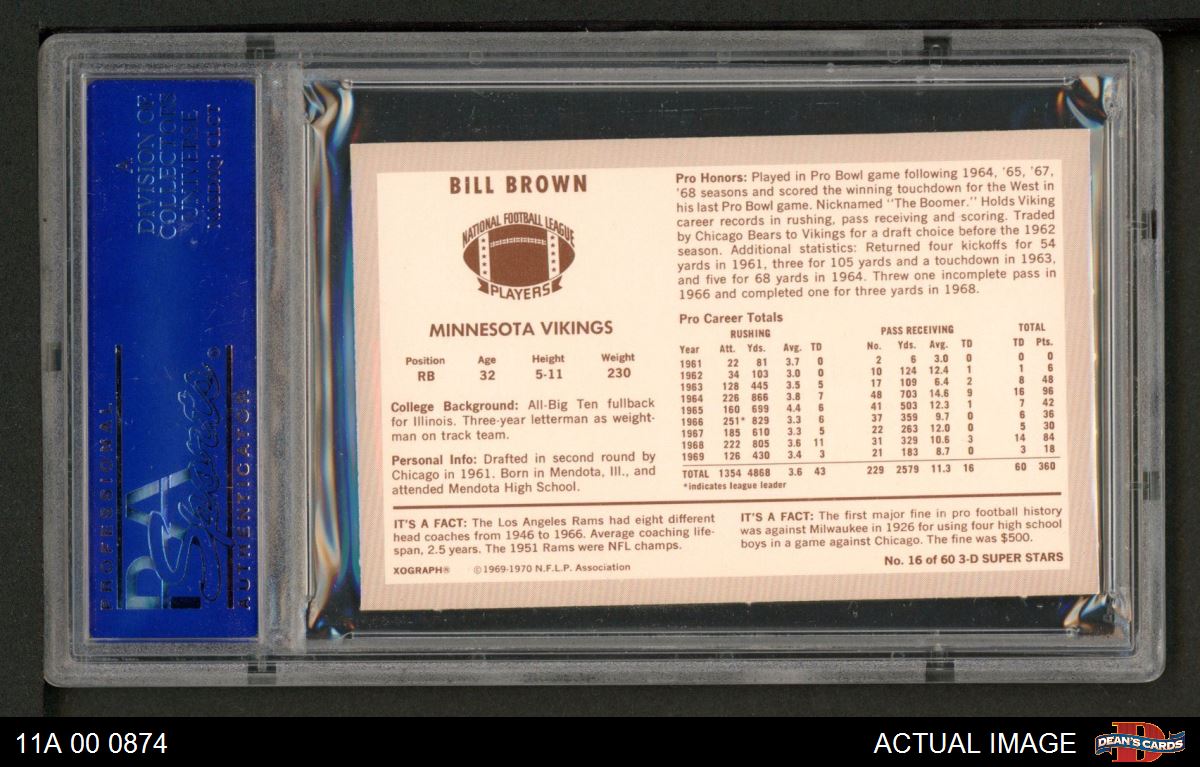 A
DIVISION OF
COLLECTORS
UNIVERSE
NASDAQ: CLCT
PROFESSIONAL
PSA
AUTHENTICATOR
BILL BROWN
NATIONAL FOOTBALL LEAGUE
PLAYERS
MINNESOTA VIKINGS
Position Age Height Weight
RB 32 5-11 230
College Background: All-Big Ten fullback
for Illinois. Three-year letterman as weight-
man on track team.
Personal Info: Drafted in second round by
Chicago in 1961. Born in Mendota, Ill., and
attended Mendota High School.
Pro Honors: Played in Pro Bowl game following 1964, '65, '67,
'68 seasons and scored the winning touchdown for the West in
his last Pro Bowl game. Nicknamed "The Boomer." Holds Viking
career records in rushing, pass receiving and scoring. Traded
by Chicago Bears to Vikings for a draft choice before the 1962
season. Additional statistics: Returned four kickoffs for 54
yards in 1961, three for 105 yards and a touchdown in 1963,
and five for 68 yards in 1964. Threw one incomplete pass in
1966 and completed one for three yards in 1968.
Pro Career Totals
RUSHING PASS RECEIVING TOTAL
Year Att. Yds. Avg. TD No. Yds. Avg. TD TD Pts.
1961 22 81 3.7 0 2 6 3.0 0 0 0
1962 34 103 3.0 0 10 124 12.4 1 1 6
1963 128 445 3.5 5 17 109 6.4 2 8 48
1964 226 866 3.8 7 48 703 14.6 9 16 96
1965 160 699 4.4 6 41 503 12.3 1 7 42
1966 251* 829 3.3 6 37 359 9.7 0 6 36
1967 185 610 3.3 5 22 263 12.0 0 5 30
1968 222 805 3.6 11 31 329 10.6 3 14 84
1969 126 430 3.4 3 21 183 8.7 0 3 18
TOTAL 1354 4868 3.6 43 229 2579 11.3 16 60 360
*indicates league leader
IT'S A FACT: The Los Angeles Rams had eight different
head coaches from 1946 to 1966. Average coaching life-
span, 2.5 years. The 1951 Rams were NFL champs.
IT'S A FACT: The first major fine in pro football history
was against Milwaukee in 1926 for using four high school
boys in a game against Chicago. The fine was $500.
XOGRAPH® ©1969-1970 N.F.L.P. Association
No. 16 of 60 3-D SUPER STARS
11A 00 0874
ACTUAL IMAGE
DEAN'S CARDS